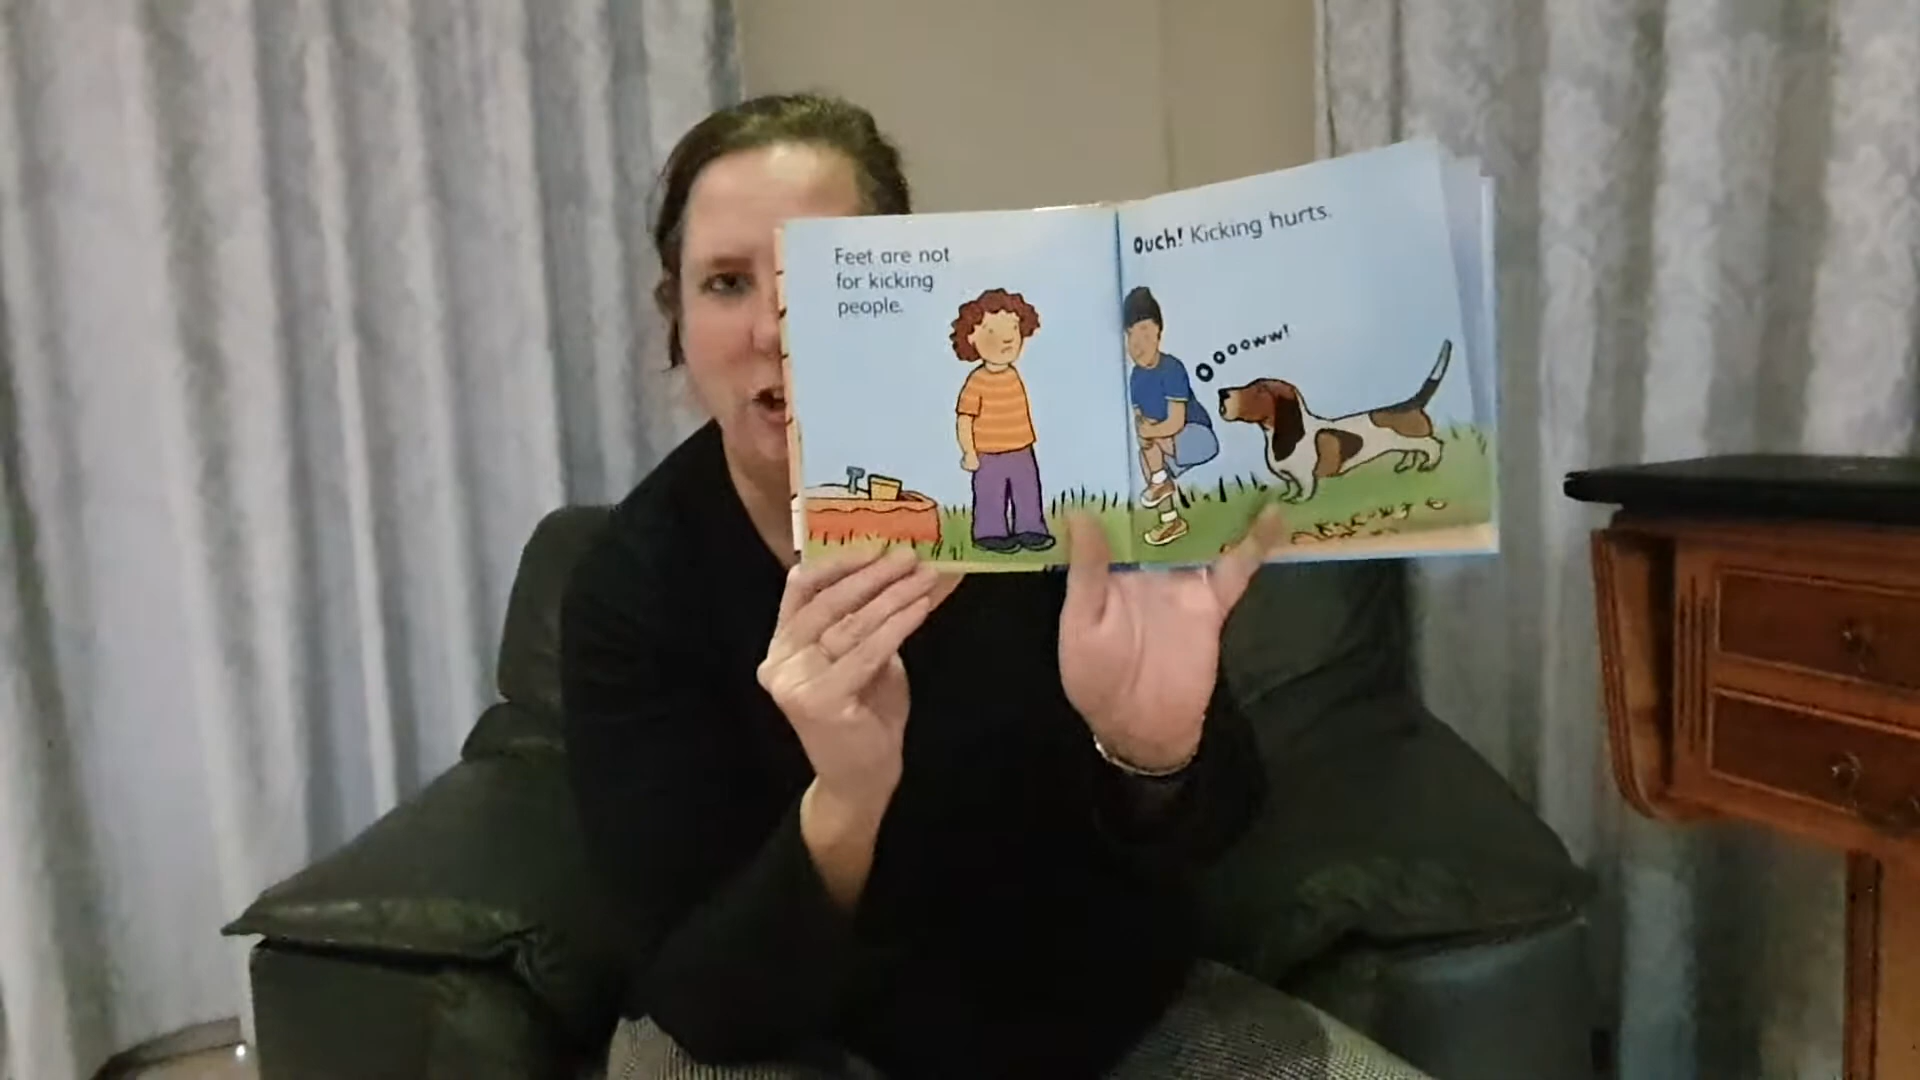 Feet are not
for kicking
people.
Ouch! Kicking hurts.
Ooooww!